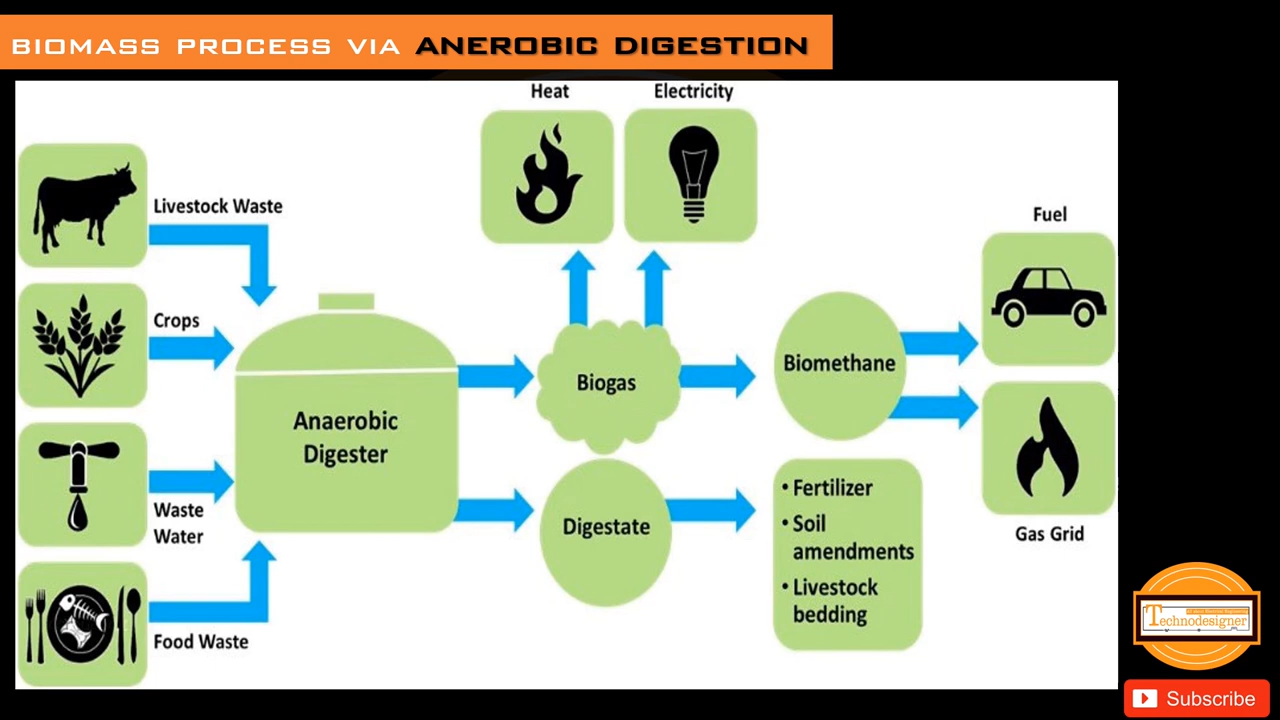 BIOMASS PROCESS VIA ANEROBIC DIGESTION
Heat
Electricity
Livestock Waste
Fuel
Crops
Biomethane
Biogas
Anaerobic
Digester
• Fertilizer
• Soil
amendments
• Livestock
bedding
Waste
Water
Digestate
Gas Grid
Food Waste
Technodesigner
Subscribe